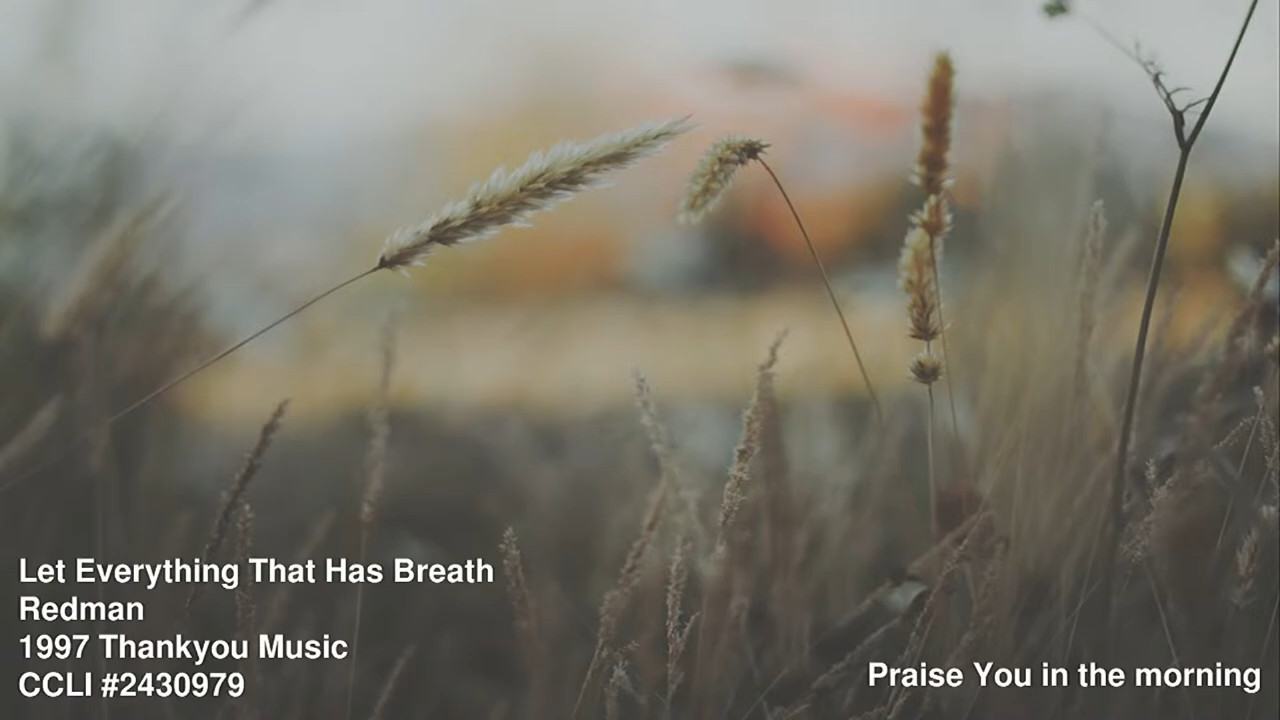 Let Everything That Has Breath
Redman
1997 Thankyou Music
CCLI #2430979
Praise You in the morning